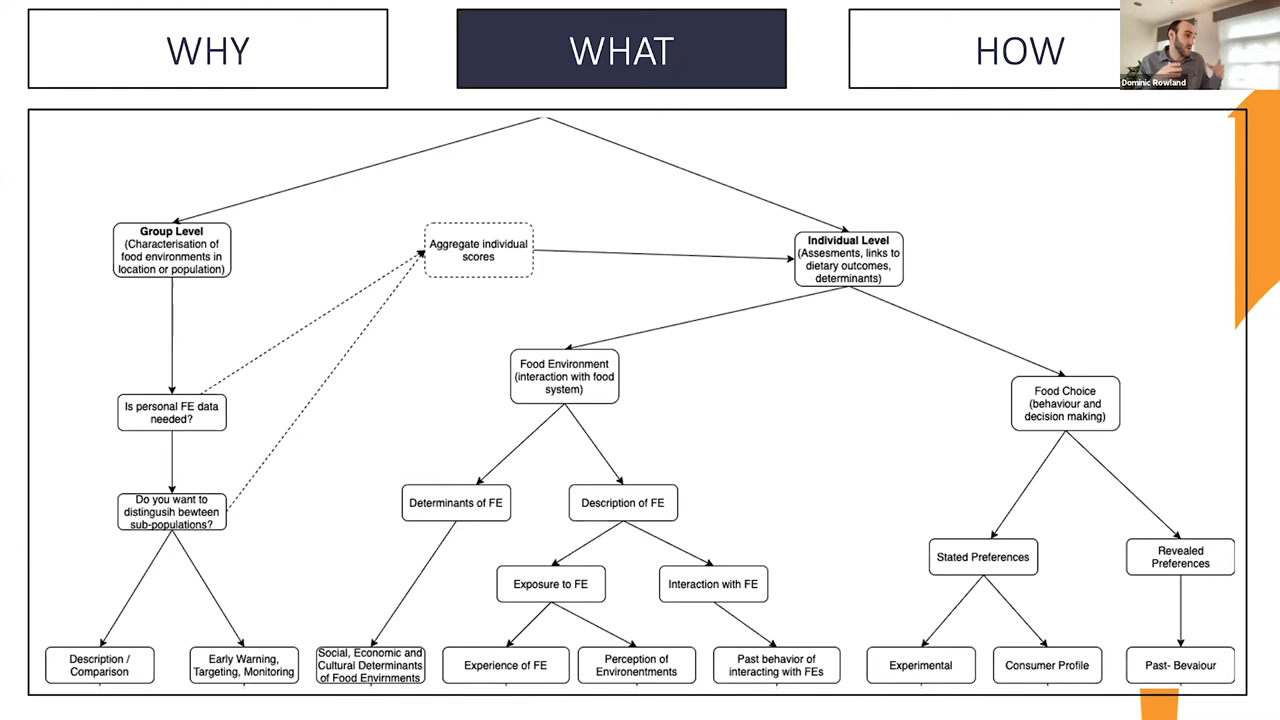 WHY
WHAT
HOW
Dominic Rowland
Group Level
(Characterisation of
food environments in
location or population)
Aggregate individual
scores
Individual Level
(Assesments, links to
dietary outcomes,
determinants)
Food Environment
(interaction with food
system)
Food Choice
(behaviour and
decision making)
Is personal FE data
needed?
Do you want to
distingusih bewteen
sub-populations?
Determinants of FE
Description of FE
Stated Preferences
Revealed
Preferences
Exposure to FE
Interaction with FE
Description /
Comparison
Early Warning,
Targeting, Monitoring
Social, Economic and
Cultural Determinants
of Food Envirnments
Experience of FE
Perception of
Environentments
Past behavior of
interacting with FEs
Experimental
Consumer Profile
Past- Bevaiour